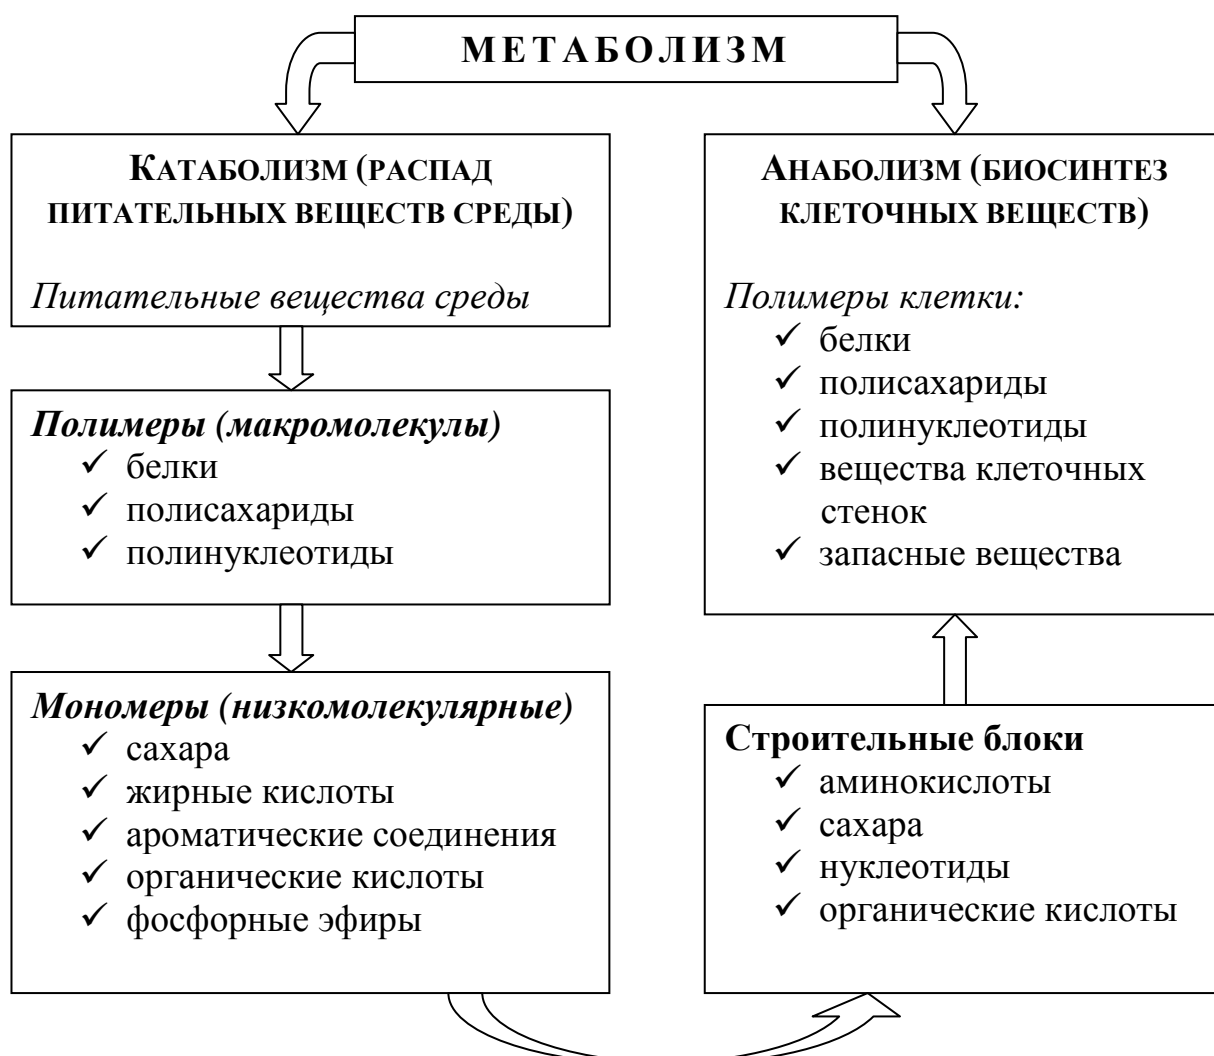 МЕТАБОЛИЗМ
КАТАБОЛИЗМ (РАСПАД
ПИТАТЕЛЬНЫХ ВЕЩЕСТВ СРЕДЫ)
Питательные вещества среды
Полимеры (макромолекулы)
✓ белки
✓ полисахариды
✓ полинуклеотиды
Мономеры (низкомолекулярные)
✓ сахара
✓ жирные кислоты
✓ ароматические соединения
✓ органические кислоты
✓ фосфорные эфиры
АНАБОЛИЗМ (БИОСИНТЕЗ
КЛЕТОЧНЫХ ВЕЩЕСТВ)
Полимеры клетки:
✓ белки
✓ полисахариды
✓ полинуклеотиды
✓ вещества клеточных
стенок
✓ запасные вещества
Строительные блоки
✓ аминокислоты
✓ сахара
✓ нуклеотиды
✓ органические кислоты